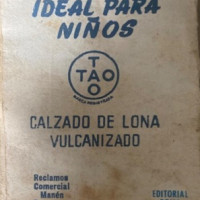 IDEAL PARA
NIÑOS
T
TAO
O
CALZADO DE LONA
VULCANIZADO
Reclamos
Comercial
Menén
EDITORIAL